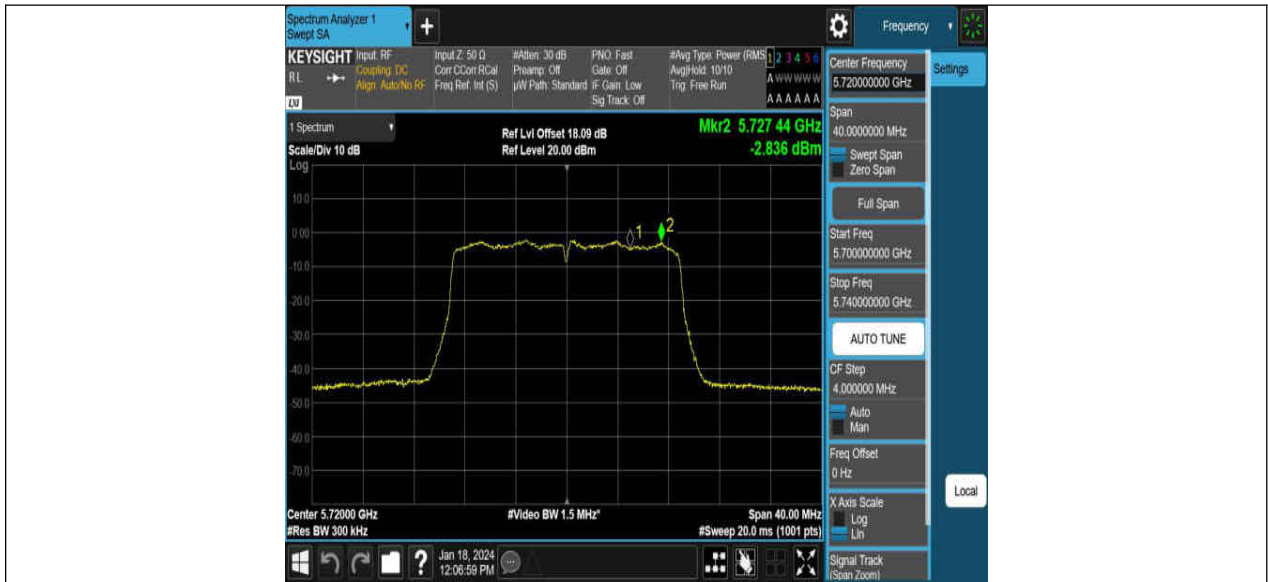 Spectrum Analyzer 1
Swept SA
+
Frequency
KEYSIGHT
RL
Input: RF
Coupling: DC
Align: Auto/No RF
Input Z: 50 Ω
Corr CCorr RCal
Freq Ref: Int (S)
#Atten: 30 dB
Preamp: Off
µW Path: Standard
PNO: Fast
Gate: Off
IF Gain: Low
Sig Track: Off
#Avg Type: Power (RMS
Avg|Hold: 10/10
Trig: Free Run
1 2 3 4 5 6
A W W W W W
A A A A A A
1 Spectrum
Scale/Div 10 dB
Log
Ref Lvl Offset 18.09 dB
Ref Level 20.00 dBm
Mkr2 5.727 44 GHz
-2.836 dBm
10.0
0.00
-10.0
-20.0
-30.0
-40.0
-50.0
-60.0
-70.0
1
2
Center 5.72000 GHz
#Res BW 300 kHz
#Video BW 1.5 MHz*
Span 40.00 MHz
#Sweep 20.0 ms (1001 pts)
?
Jan 18, 2024
12:06:59 PM
Center Frequency
5.720000000 GHz
Settings
Span
40.0000000 MHz
Swept Span
Zero Span
Full Span
Start Freq
5.700000000 GHz
Stop Freq
5.740000000 GHz
AUTO TUNE
CF Step
4.000000 MHz
Auto
Man
Freq Offset
0 Hz
X Axis Scale
Log
Lin
Signal Track
(Span Zoom)
Local